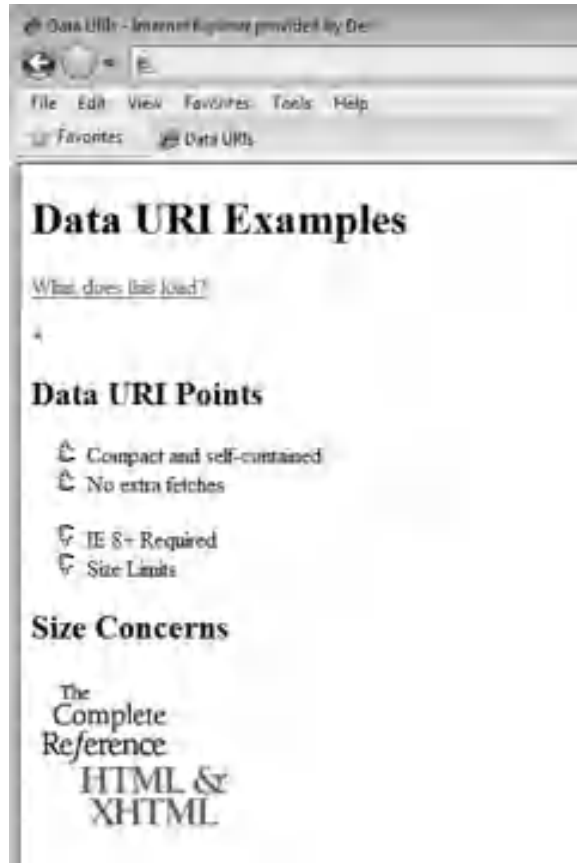 Data URIs - Internet Explorer provided by De
File Edit View Favorites Tools Help
Favorites Data URIs
Data URI Examples
What does this load?
Data URI Points
Compact and self-contained
No extra fetches
IE 8+ Required
Size Limits
Size Concerns
The
Complete
Reference
HTML &
XHTML